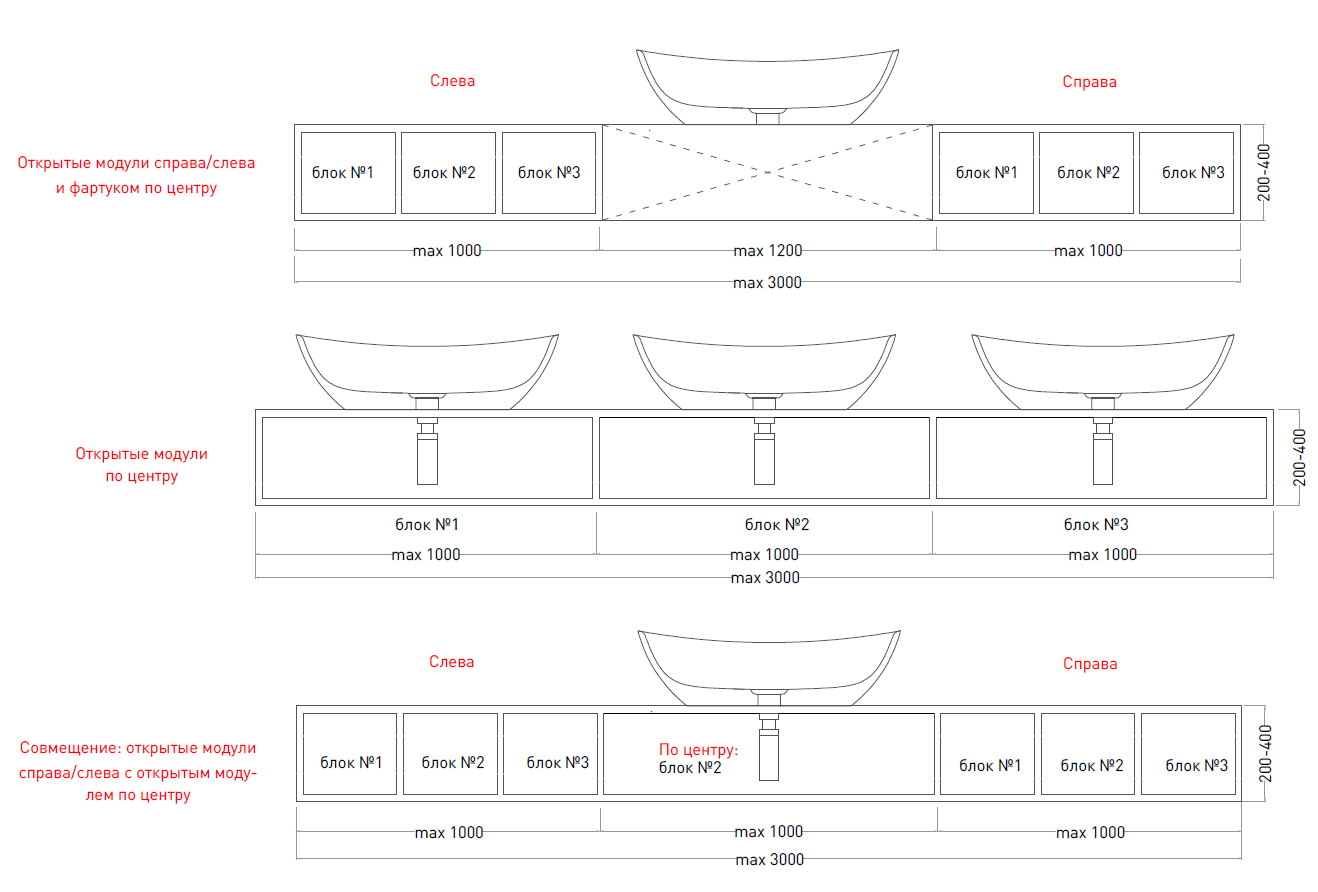 Слева
Справа
Открытые модули справа/слева
и фартуком по центру
блок №1
блок №2
блок №3
блок №1
блок №2
блок №3
200-400
max 1000
max 1200
max 1000
max 3000
Открытые модули
по центру
200-400
блок №1
блок №2
блок №3
max 1000
max 1000
max 1000
max 3000
Слева
Справа
Совмещение: открытые модули
справа/слева с открытым моду-
лем по центру
блок №1
блок №2
блок №3
По центру:
блок №2
блок №1
блок №2
блок №3
200-400
max 1000
max 1000
max 1000
max 3000